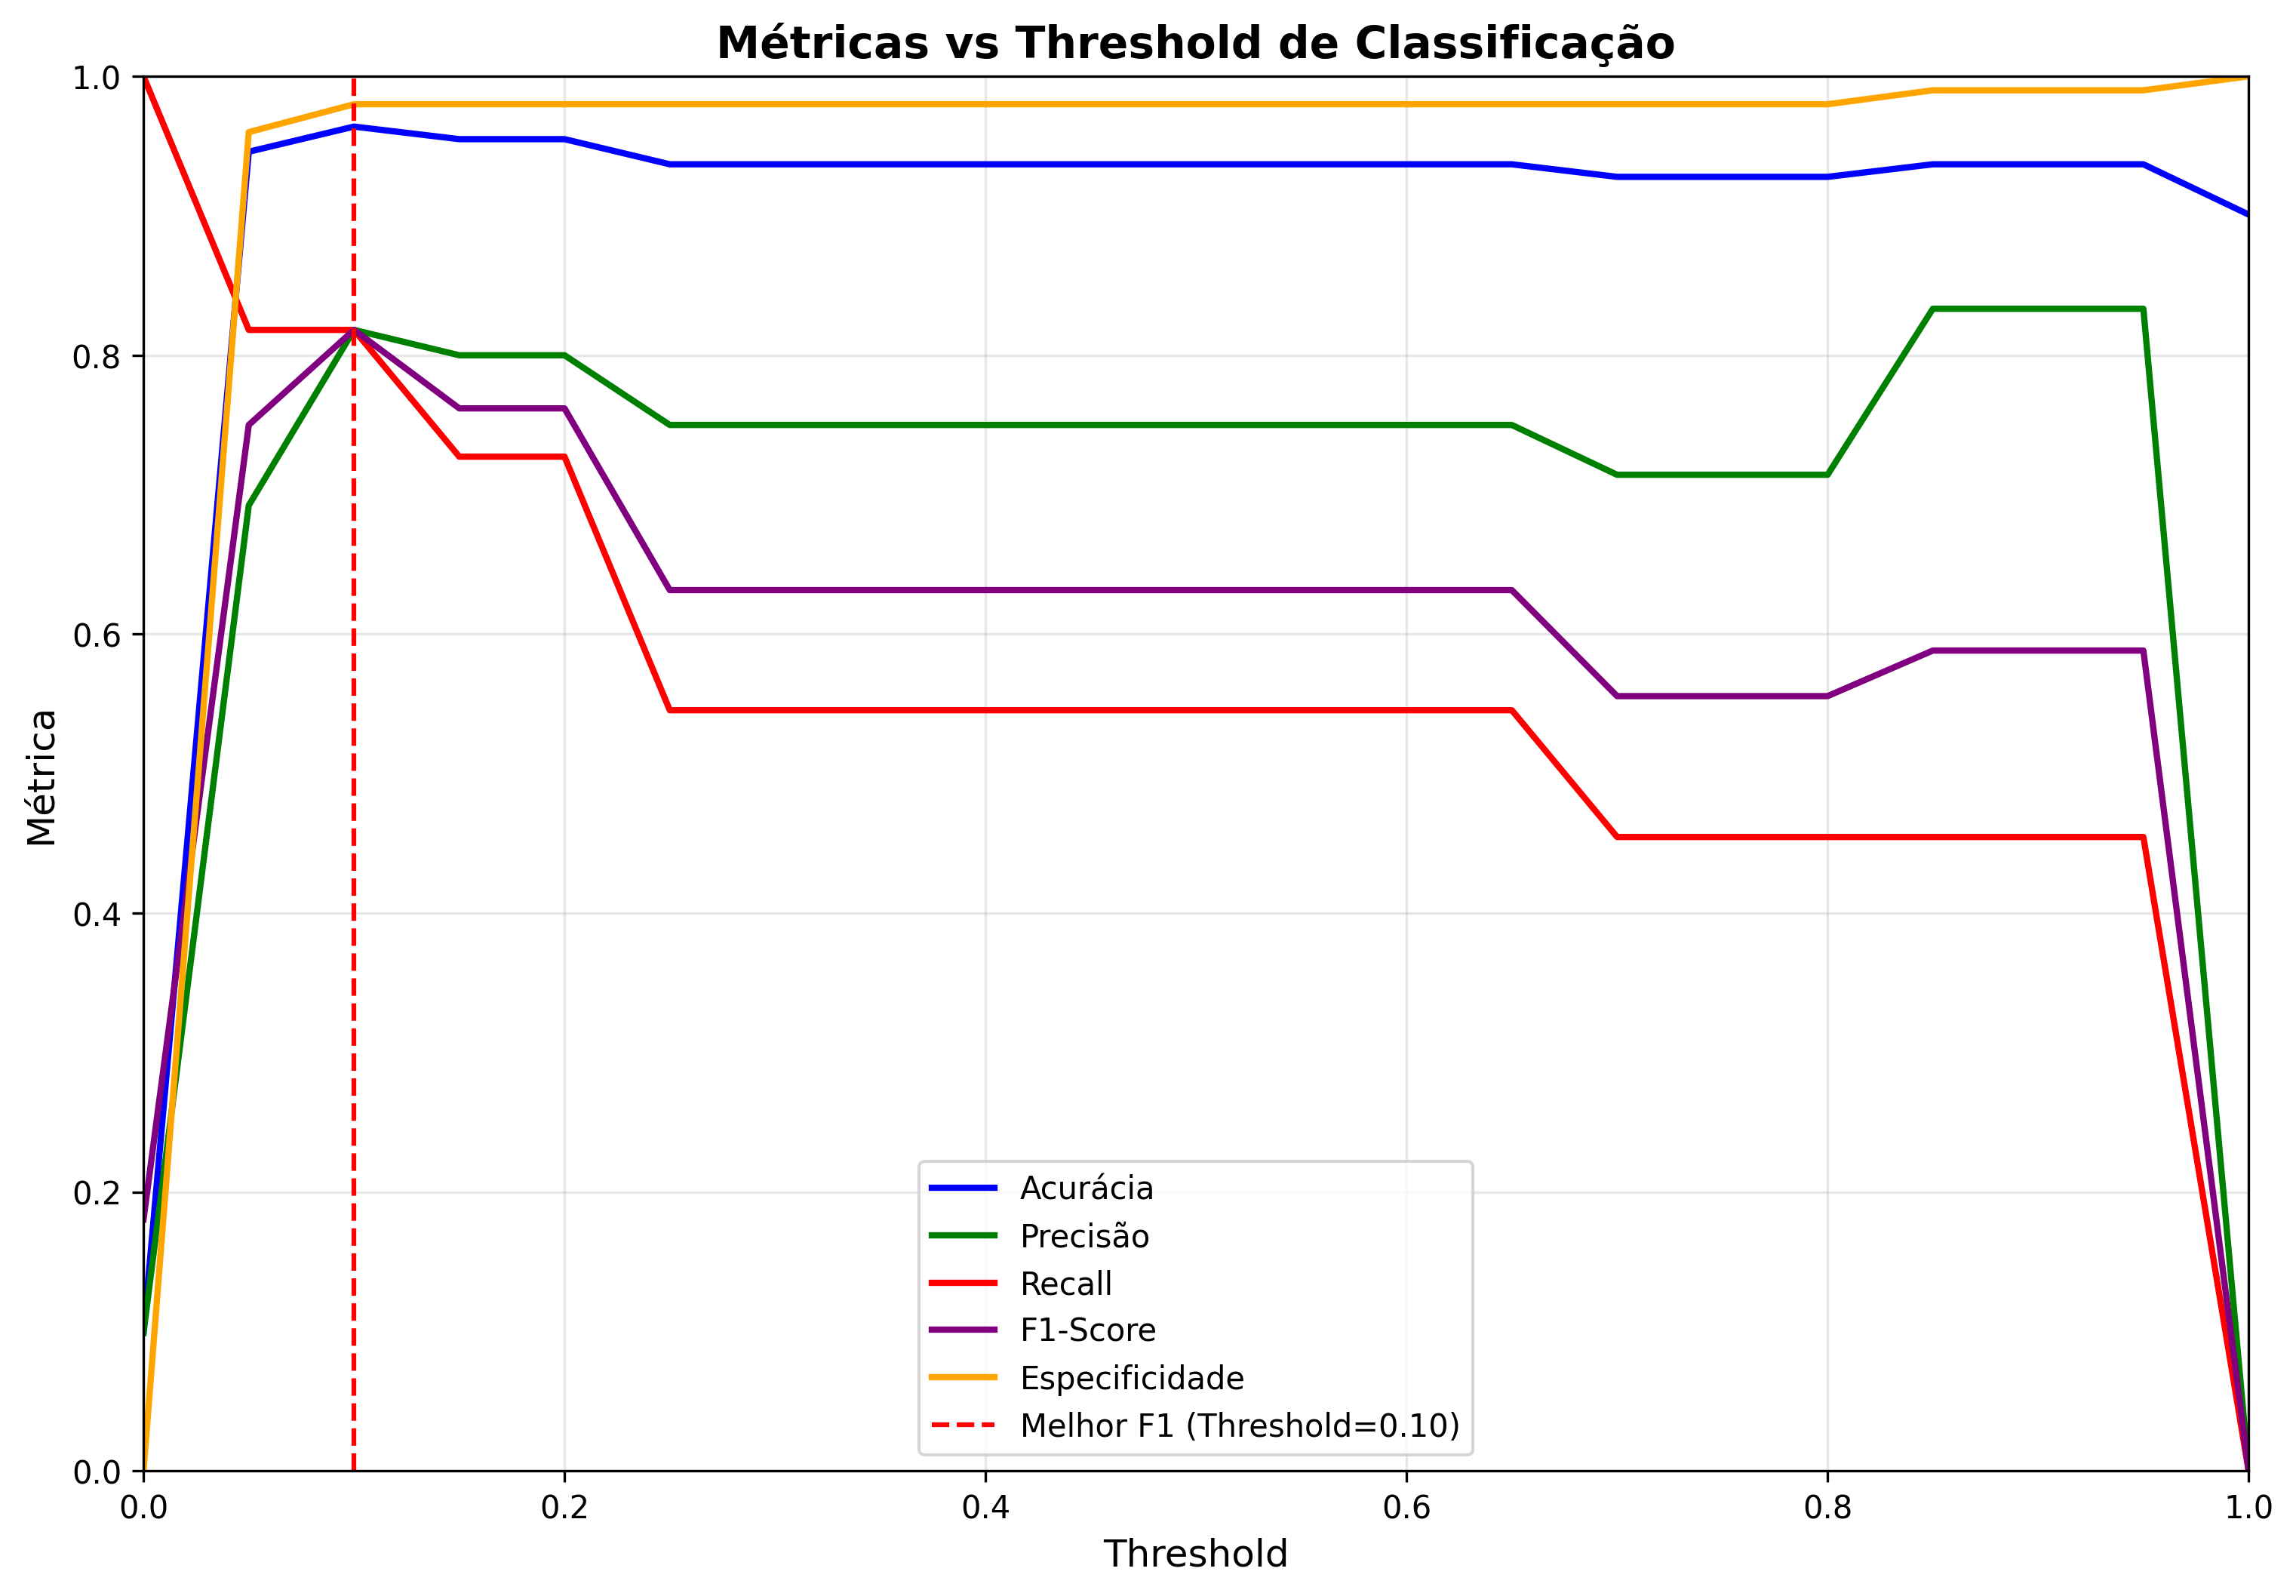 Métricas vs Threshold de Classificação
1.0
0.8
0.6
0.4
0.2
0.0
Métrica
Acurácia
Precisão
Recall
F1-Score
Especificidade
Melhor F1 (Threshold=0.10)
0.0 0.2 0.4 0.6 0.8 1.0
Threshold